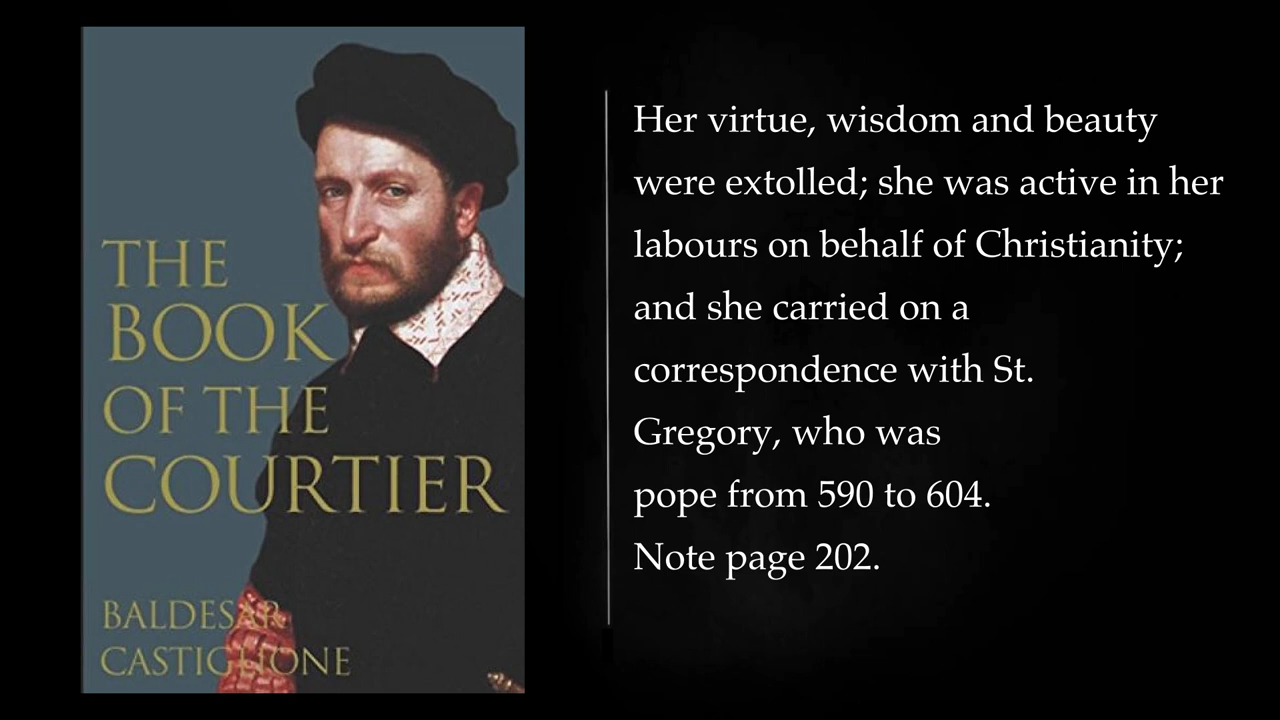 THE
BOOK
OF THE
COURTIER
BALDESAR
CASTIGLIONE
Her virtue, wisdom and beauty
were extolled; she was active in her
labours on behalf of Christianity;
and she carried on a
correspondence with St.
Gregory, who was
pope from 590 to 604.
Note page 202.